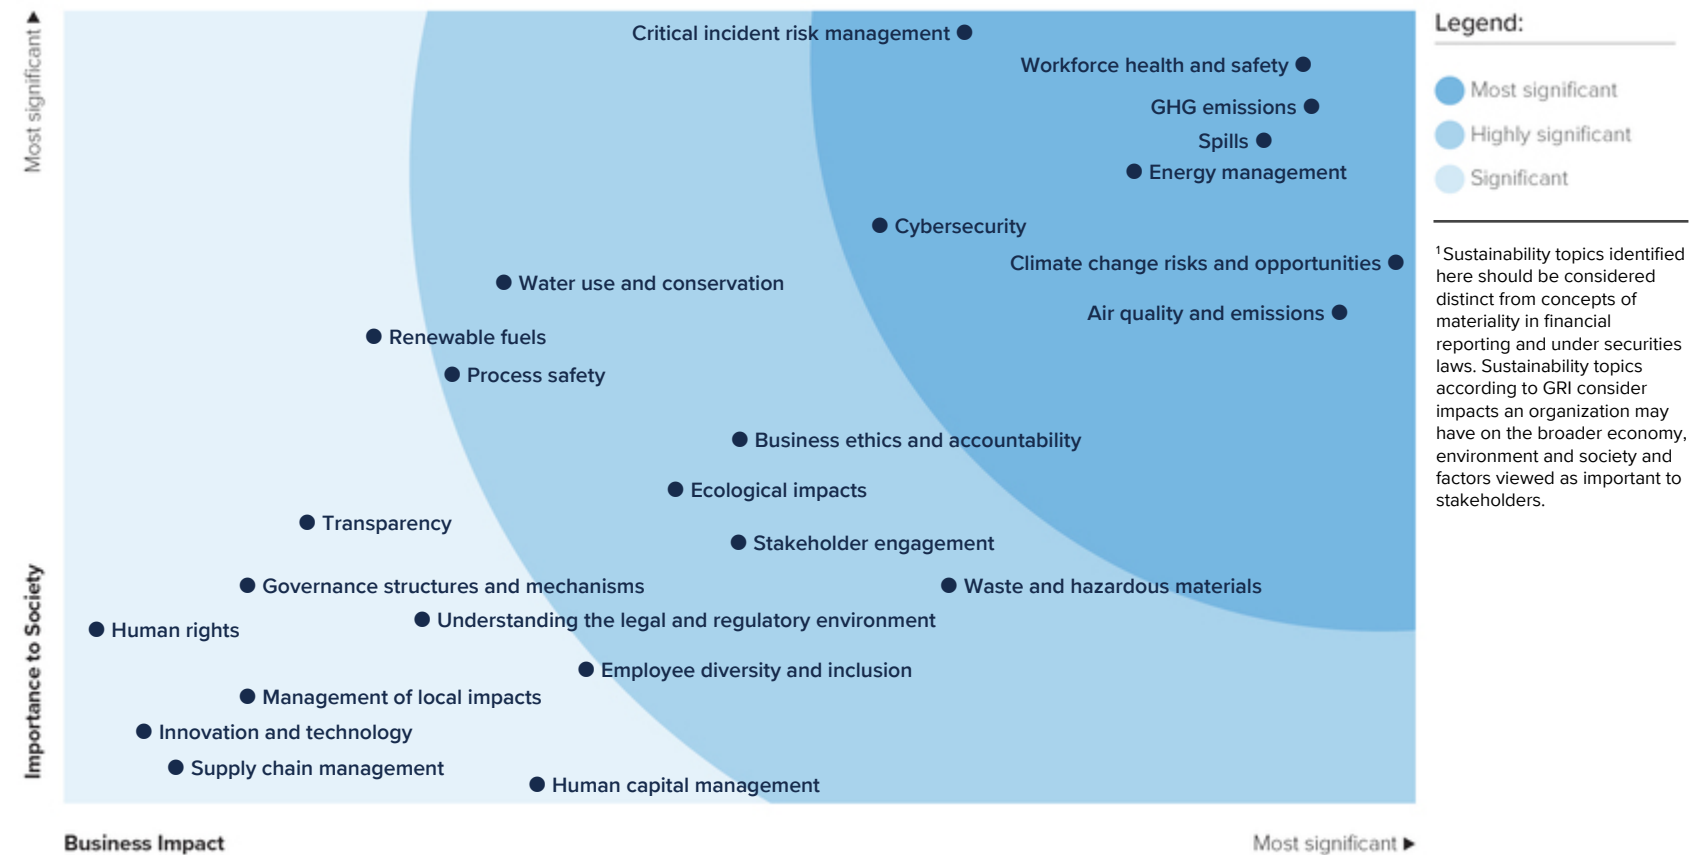 Most significant ▲
Importance to Society
Critical incident risk management
Workforce health and safety
GHG emissions
Spills
Energy management
Cybersecurity
Climate change risks and opportunities
Water use and conservation
Air quality and emissions
Renewable fuels
Process safety
Business ethics and accountability
Ecological impacts
Transparency
Stakeholder engagement
Governance structures and mechanisms
Waste and hazardous materials
Understanding the legal and regulatory environment
Human rights
Employee diversity and inclusion
Management of local impacts
Innovation and technology
Supply chain management
Human capital management
Business Impact
Most significant ▶
Legend:
Most significant
Highly significant
Significant
¹Sustainability topics identified
here should be considered
distinct from concepts of
materiality in financial
reporting and under securities
laws. Sustainability topics
according to GRI consider
impacts an organization may
have on the broader economy,
environment and society and
factors viewed as important to
stakeholders.